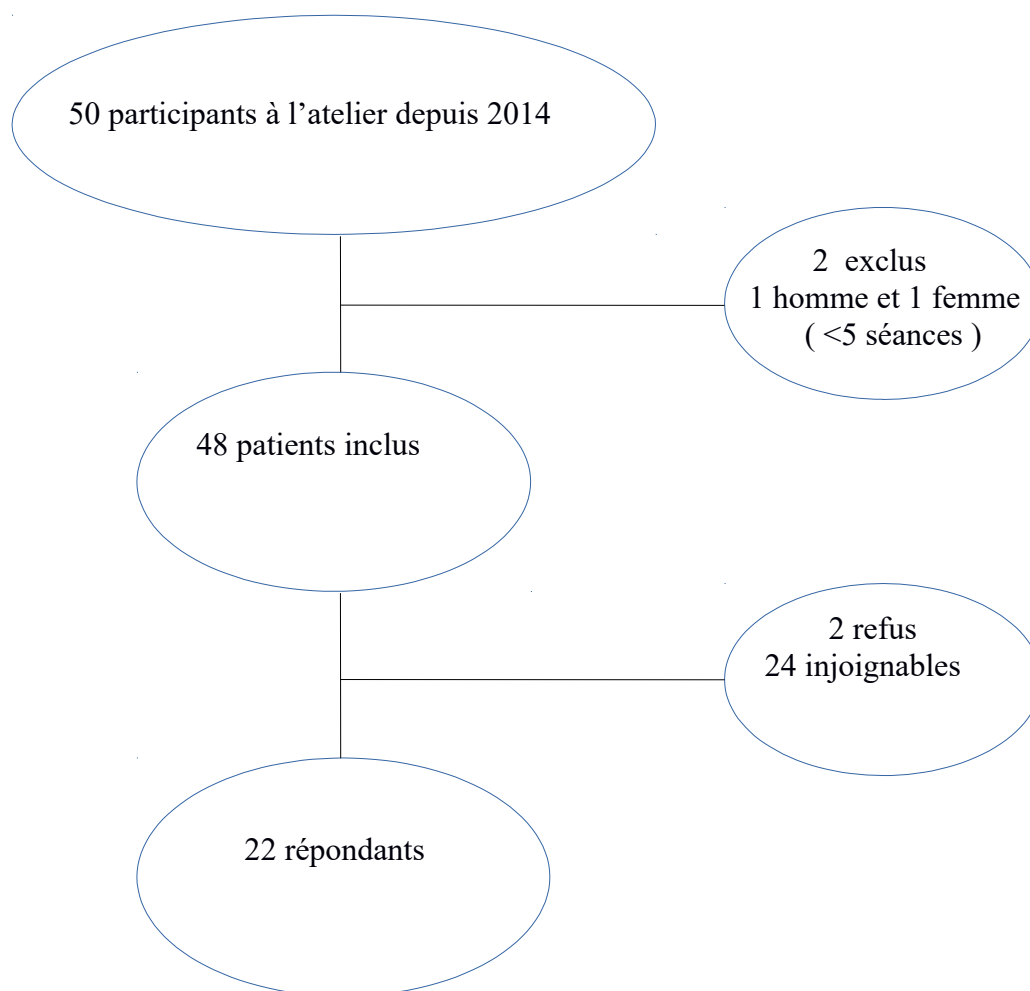 50 participants à l’atelier depuis 2014
2 exclus
1 homme et 1 femme
( <5 séances )
48 patients inclus
2 refus
24 injoignables
22 répondants